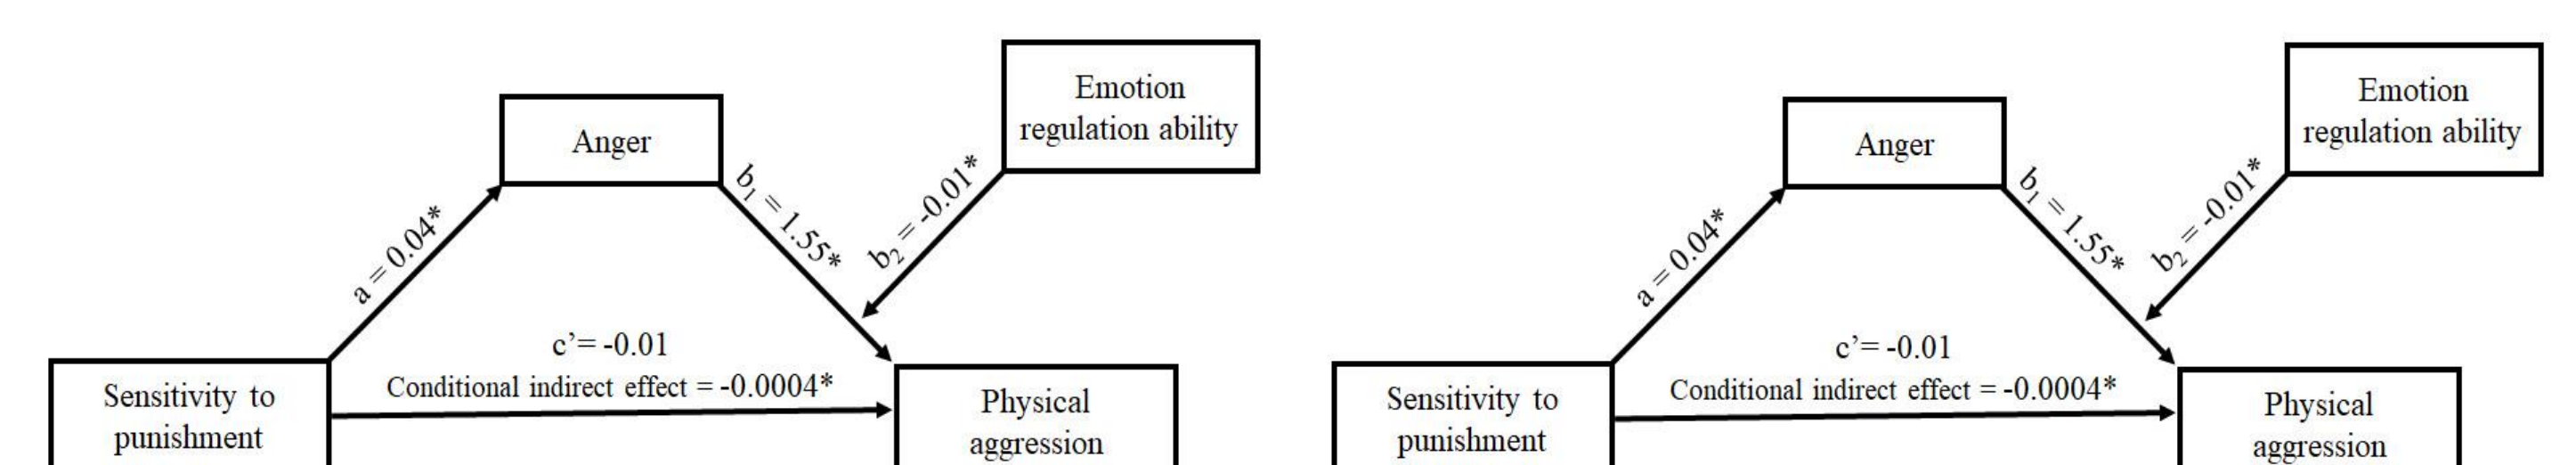 Emotion
regulation ability
Anger
b₁ = 1.55*
b₂ = -0.01*
a = 0.04*
c’= -0.01
Conditional indirect effect = -0.0004*
Sensitivity to
punishment
Physical
aggression
Emotion
regulation ability
Anger
b₁ = 1.55*
b₂ = -0.01*
a = 0.04*
c’= -0.01
Conditional indirect effect = -0.0004*
Sensitivity to
punishment
Physical
aggression